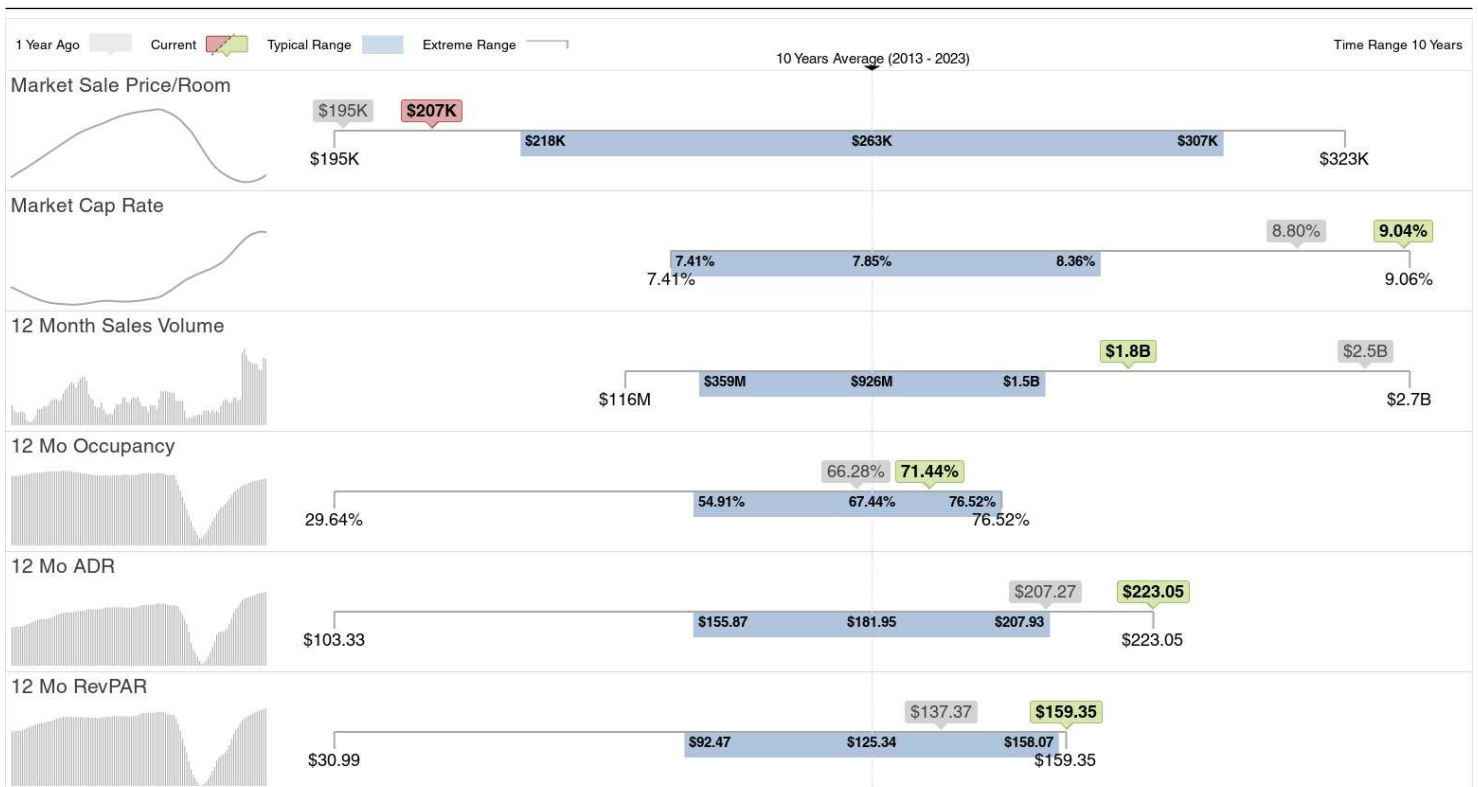 1 Year Ago Current Typical Range Extreme Range Time Range 10 Years
10 Years Average (2013 - 2023)
Market Sale Price/Room
$195K $207K
$218K $263K $307K
$195K $323K
Market Cap Rate
8.80% 9.04%
7.41% 7.85% 8.36%
7.41% 9.06%
12 Month Sales Volume
$1.8B $2.5B
$359M $926M $1.5B
$116M $2.7B
12 Mo Occupancy
66.28% 71.44%
54.91% 67.44% 76.52%
29.64% 76.52%
12 Mo ADR
$207.27 $223.05
$155.87 $181.95 $207.93
$103.33 $223.05
12 Mo RevPAR
$137.37 $159.35
$92.47 $125.34 $158.07
$30.99 $159.35